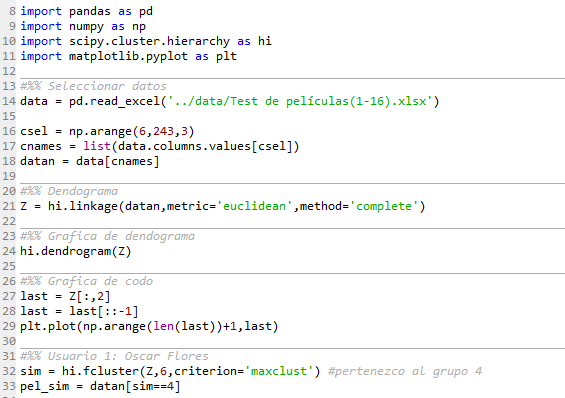 8 import pandas as pd
9 import numpy as np
10 import scipy.cluster.hierarchy as hi
11 import matplotlib.pyplot as plt
12
13 #%% Seleccionar datos
14 data = pd.read_excel('../data/Test de películas(1-16).xlsx')
15
16 csel = np.arange(6,243,3)
17 cnames = list(data.columns.values[csel])
18 datan = data[cnames]
19
20 #%% Dendograma
21 Z = hi.linkage(datan,metric='euclidean',method='complete')
22
23 #%% Grafica de dendograma
24 hi.dendrogram(Z)
25
26 #%% Grafica de codo
27 last = Z[:,2]
28 last = last[::-1]
29 plt.plot(np.arange(len(last))+1,last)
30
31 #%% Usuario 1: Oscar Flores
32 sim = hi.fcluster(Z,6,criterion='maxclust') #pertenezco al grupo 4
33 pel_sim = datan[sim==4]